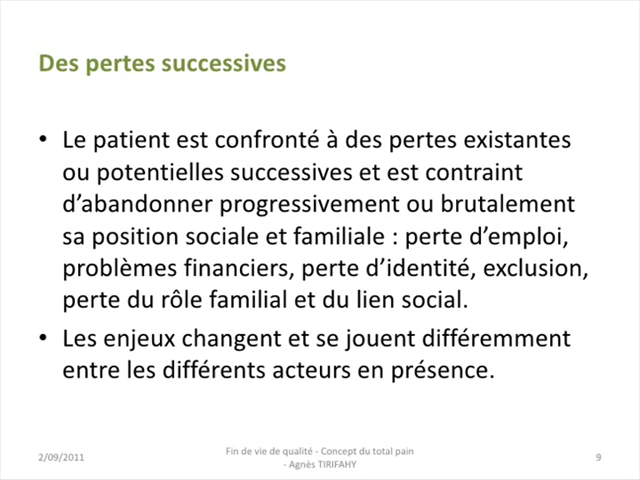 Des pertes successives
• Le patient est confronté à des pertes existantes
ou potentielles successives et est contraint
d’abandonner progressivement ou brutalement
sa position sociale et familiale : perte d’emploi,
problèmes financiers, perte d’identité, exclusion,
perte du rôle familial et du lien social.
• Les enjeux changent et se jouent différemment
entre les différents acteurs en présence.
2/09/2011
Fin de vie de qualité - Concept du total pain
- Agnès TIRIFAHY
9